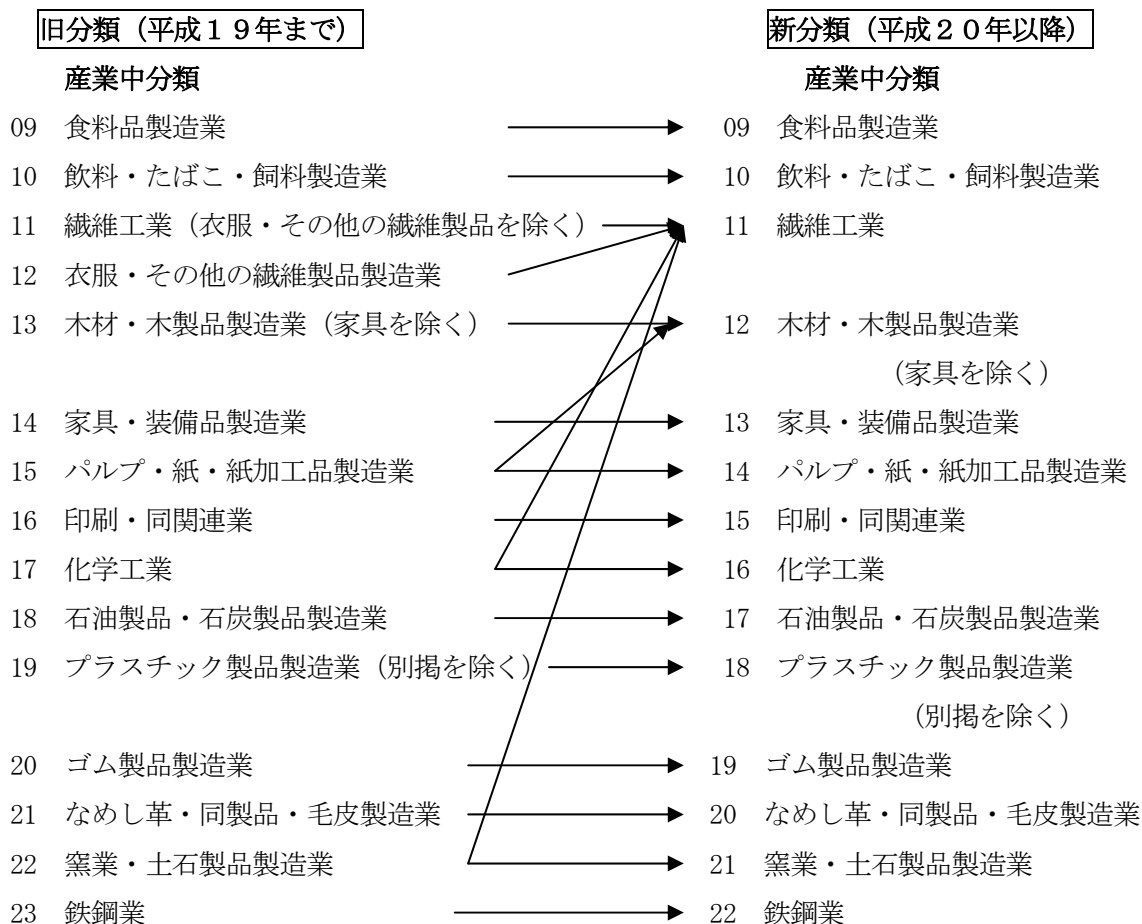 旧分類（平成１９年まで） 新分類（平成２０年以降）
産業中分類 産業中分類
09 食料品製造業 09 食料品製造業
10 飲料・たばこ・飼料製造業 10 飲料・たばこ・飼料製造業
11 繊維工業（衣服・その他の繊維製品を除く） 11 繊維工業
12 衣服・その他の繊維製品製造業
13 木材・木製品製造業（家具を除く） 12 木材・木製品製造業
（家具を除く）
14 家具・装備品製造業 13 家具・装備品製造業
15 パルプ・紙・紙加工品製造業 14 パルプ・紙・紙加工品製造業
16 印刷・同関連業 15 印刷・同関連業
17 化学工業 16 化学工業
18 石油製品・石炭製品製造業 17 石油製品・石炭製品製造業
19 プラスチック製品製造業（別掲を除く） 18 プラスチック製品製造業
（別掲を除く）
20 ゴム製品製造業 19 ゴム製品製造業
21 なめし革・同製品・毛皮製造業 20 なめし革・同製品・毛皮製造業
22 窯業・土石製品製造業 21 窯業・土石製品製造業
23 鉄鋼業 22 鉄鋼業